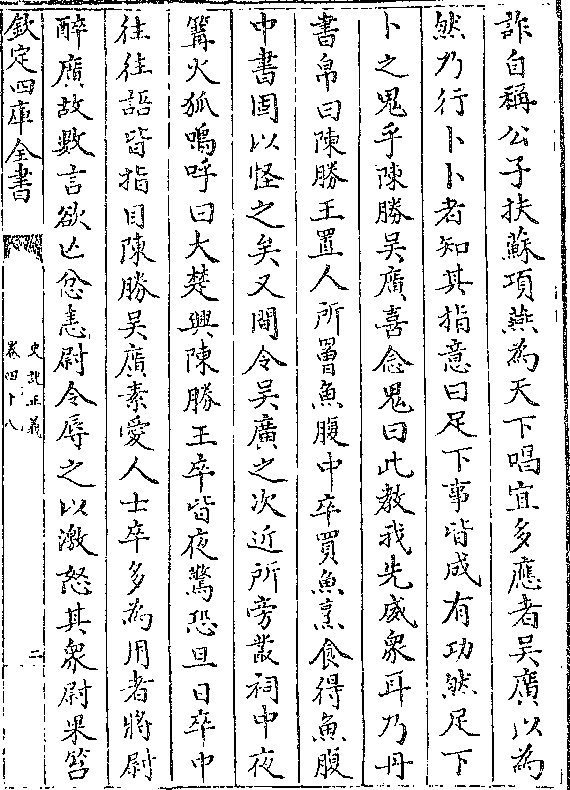 詐自稱公子扶蘇項燕為天下唱宜多應者吳廣以為
然乃行卜卜者知其指意曰足下事皆成有功然足下
卜之鬼乎陳勝吳廣喜念鬼曰此教我先威衆耳乃丹
書帛曰陳勝王置人所罾魚腹中卒買魚烹食得魚腹
中書固以怪之矣又間令吳廣之次近所旁叢祠中夜
篝火狐鳴呼曰大楚興陳勝王卒皆夜驚恐旦日卒中
往往語皆指目陳勝吳廣素愛人士卒多為用者將尉
醉廣故數言欲亡忿恚尉令辱之以激怒其衆尉果笞
欽定四庫全書
史記正義
卷四十八
二